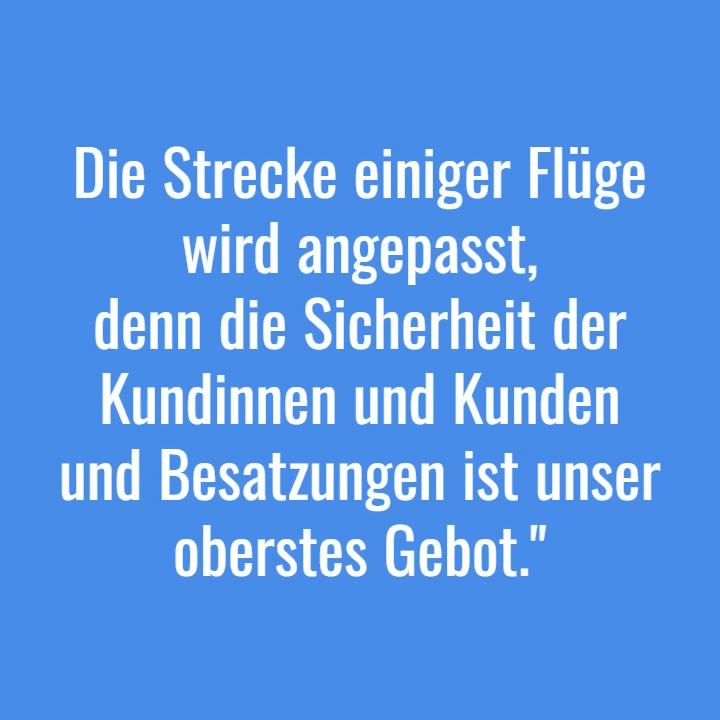 Die Strecke einiger Flüge
wird angepasst,
denn die Sicherheit der
Kundinnen und Kunden
und Besatzungen ist unser
oberstes Gebot."